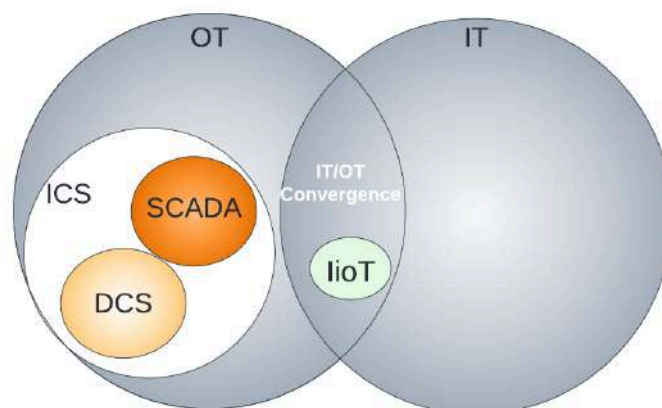 OT
IT
ICS
SCADA
IT/OT
Convergence
IioT
DCS